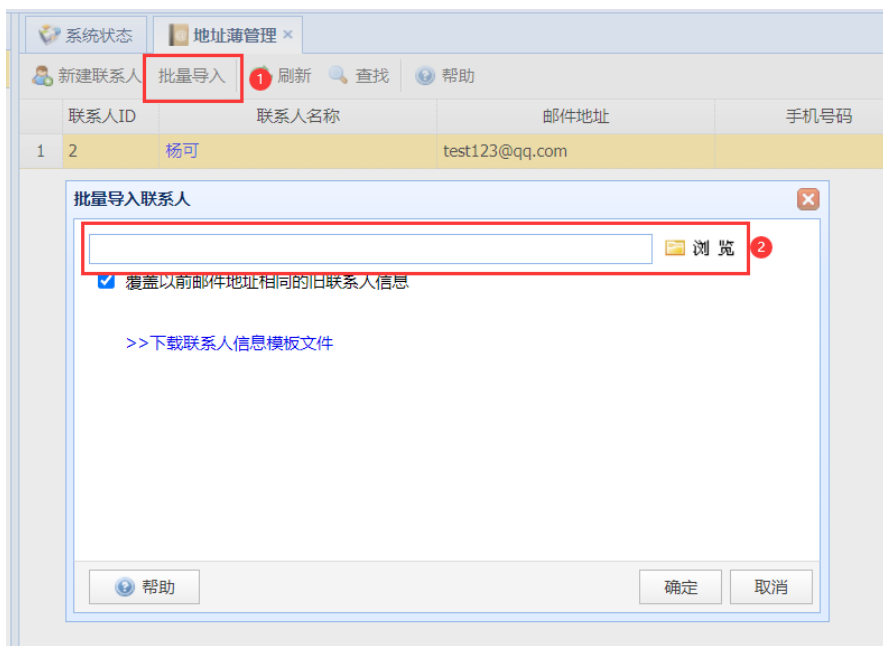 系统状态 地址薄管理 ×
新建联系人 批量导入 1 刷新 查找 帮助
联系人ID 联系人名称 邮件地址 手机号码
1 2 杨可 test123@qq.com
批量导入联系人
浏览 2
覆盖以前邮件地址相同的旧联系人信息
>>下载联系人信息模板文件
帮助 确定 取消